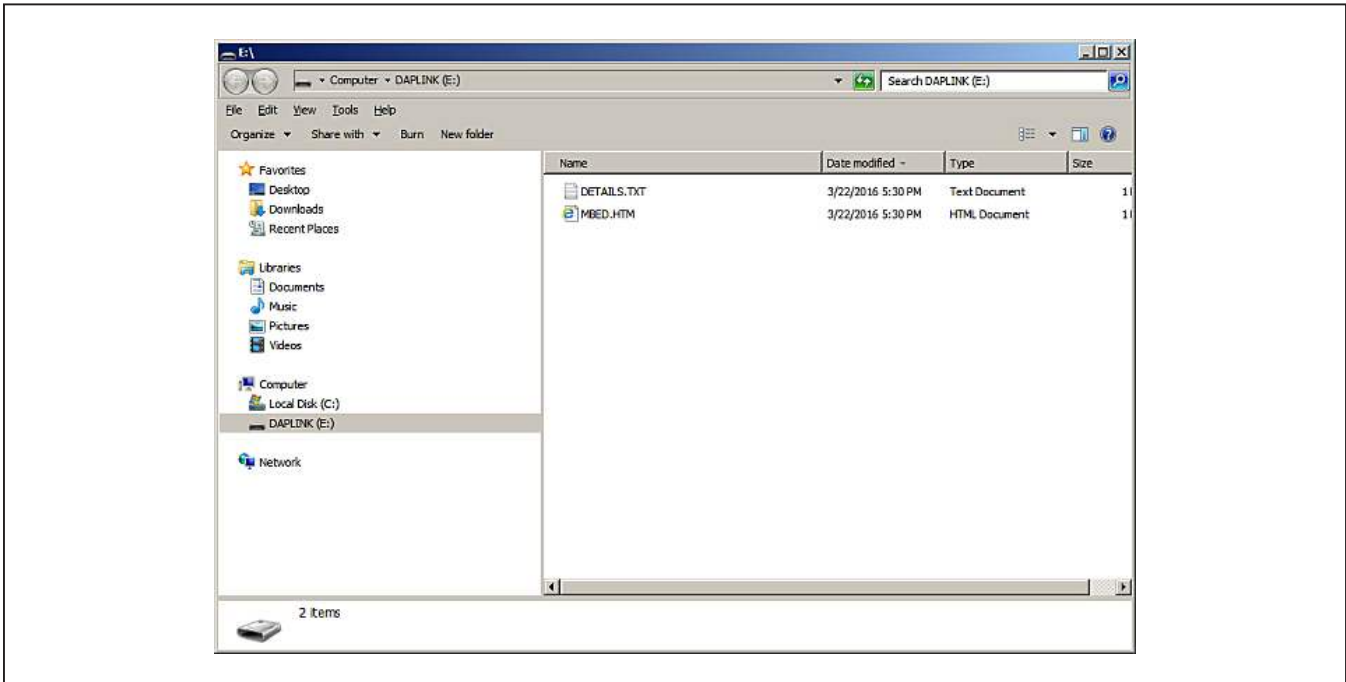 E:\
Computer DAPLINK (E:) Search DAPLINK (E:)
File Edit View Tools Help
Organize Share with Burn New folder
Name Date modified Type Size
Favorites
Desktop
Downloads
Recent Places
Libraries
Documents
Music
Pictures
Videos
Computer
Local Disk (C:)
DAPLINK (E:)
Network
DETAILS.TXT 3/22/2016 5:30 PM Text Document 1
MBED.HTM 3/22/2016 5:30 PM HTML Document 1
2 items